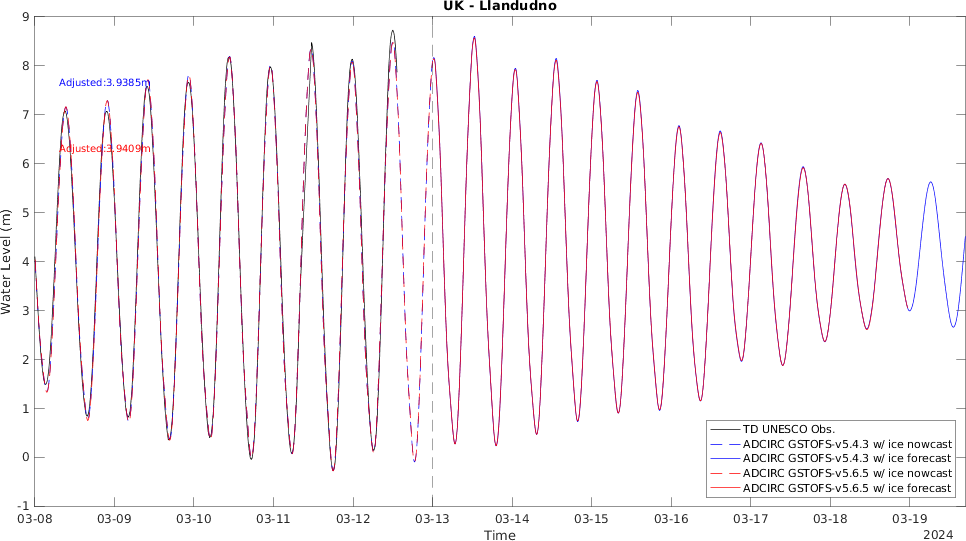 UK - Llandudno
9
8
7
6
5
4
3
2
1
0
-1
Water Level (m)
Adjusted:3.9385m
Adjusted:3.9409m
TD UNESCO Obs.
ADCIRC GSTOFS-v5.4.3 w/ ice nowcast
ADCIRC GSTOFS-v5.4.3 w/ ice forecast
ADCIRC GSTOFS-v5.6.5 w/ ice nowcast
ADCIRC GSTOFS-v5.6.5 w/ ice forecast
03-08 03-09 03-10 03-11 03-12 03-13 03-14 03-15 03-16 03-17 03-18 03-19
Time
2024